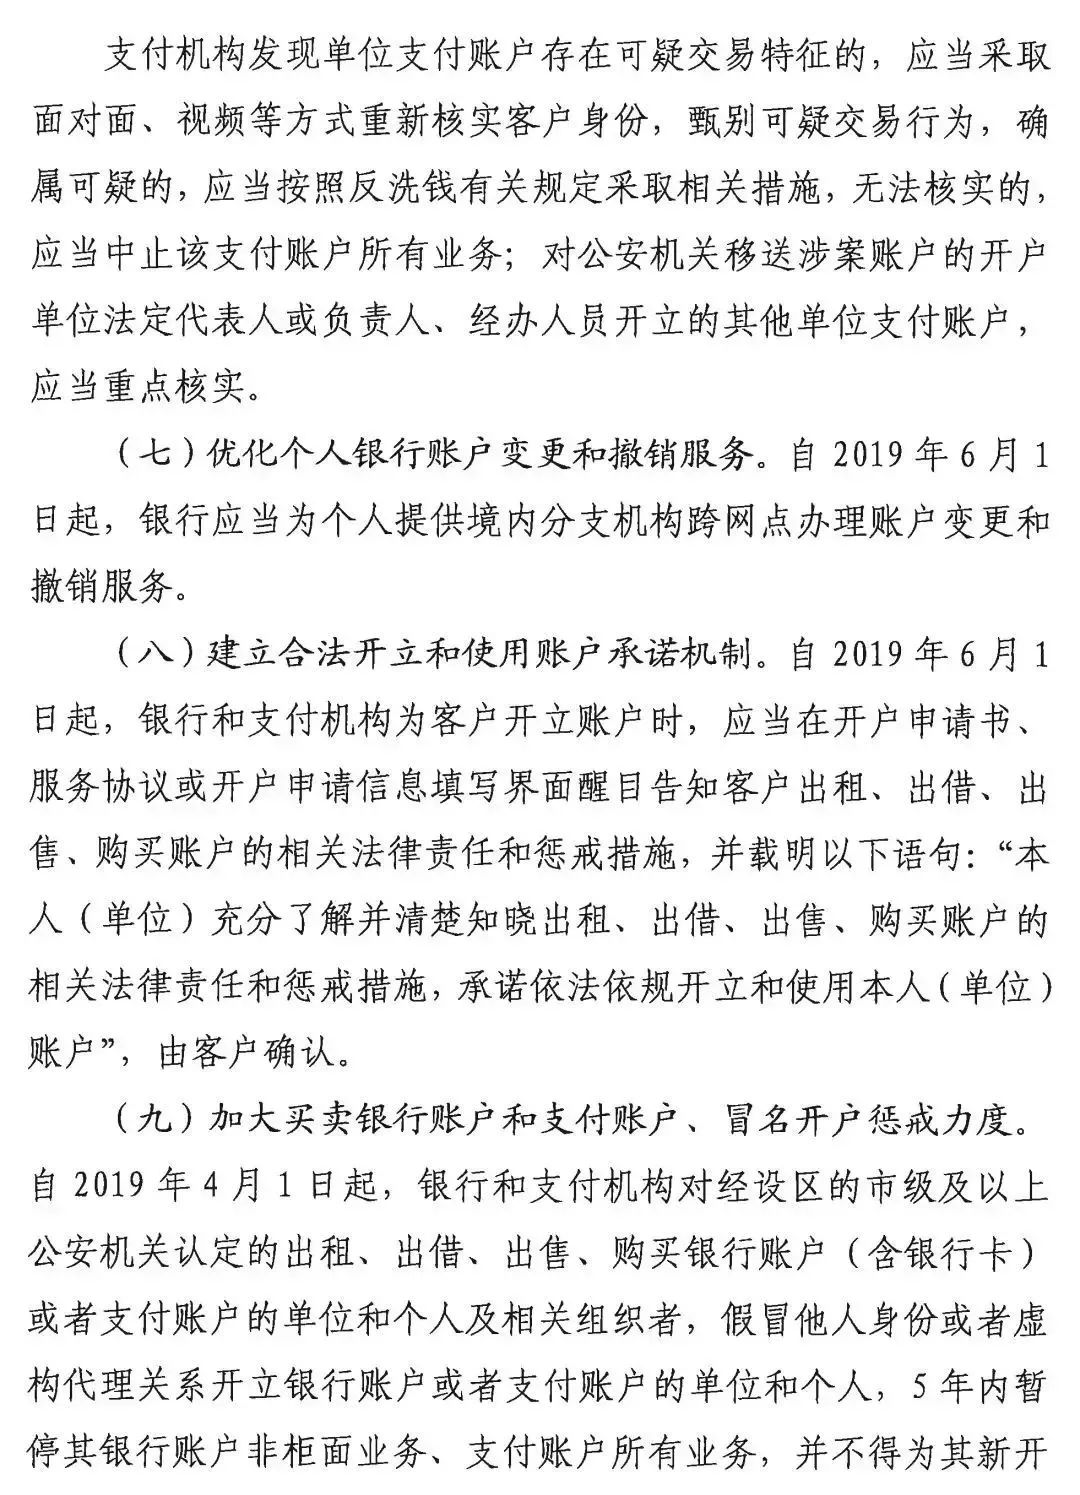 支付机构发现单位支付账户存在可疑交易特征的，应当采取
面对面、视频等方式重新核实客户身份，甄别可疑交易行为，确
属可疑的，应当按照反洗钱有关规定采取相关措施，无法核实的，
应当中止该支付账户所有业务；对公安机关移送涉案账户的开户
单位法定代表人或负责人、经办人员开立的其他单位支付账户，
应当重点核实。
（七）优化个人银行账户变更和撤销服务。自 2019 年 6 月 1
日起，银行应当为个人提供境内分支机构跨网点办理账户变更和
撤销服务。
（八）建立合法开立和使用账户承诺机制。自 2019 年 6 月 1
日起，银行和支付机构为客户开立账户时，应当在开户申请书、
服务协议或开户申请信息填写界面醒目告知客户出租、出借、出
售、购买账户的相关法律责任和惩戒措施，并载明以下语句：“本
人（单位）充分了解并清楚知晓出租、出借、出售、购买账户的
相关法律责任和惩戒措施，承诺依法依规开立和使用本人（单位）
账户”，由客户确认。
（九）加大买卖银行账户和支付账户、冒名开户惩戒力度。
自 2019 年 4 月 1 日起，银行和支付机构对经设区的市级及以上
公安机关认定的出租、出借、出售、购买银行账户（含银行卡）
或者支付账户的单位和个人及相关组织者，假冒他人身份或者虚
构代理关系开立银行账户或者支付账户的单位和个人，5 年内暂
停其银行账户非柜面业务、支付账户所有业务，并不得为其新开